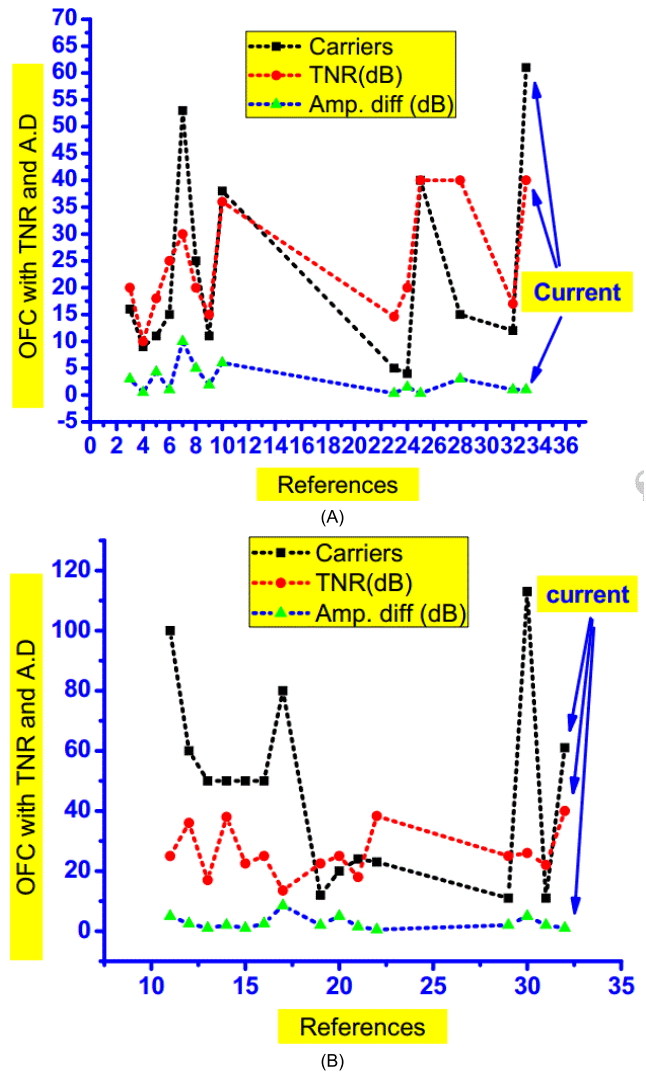 70
65
60
55
50
45
40
35
30
25
20
15
10
5
0
-5
OFC with TNR and A.D
Carriers
TNR(dB)
Amp. diff (dB)
Current
0 2 4 6 8 10 12 14 16 18 20 22 24 26 28 30 32 34 36
References
(A)
120
100
80
60
40
20
0
OFC with TNR and A.D
Carriers
TNR(dB)
Amp. diff (dB)
current
10 15 20 25 30 35
References
(B)